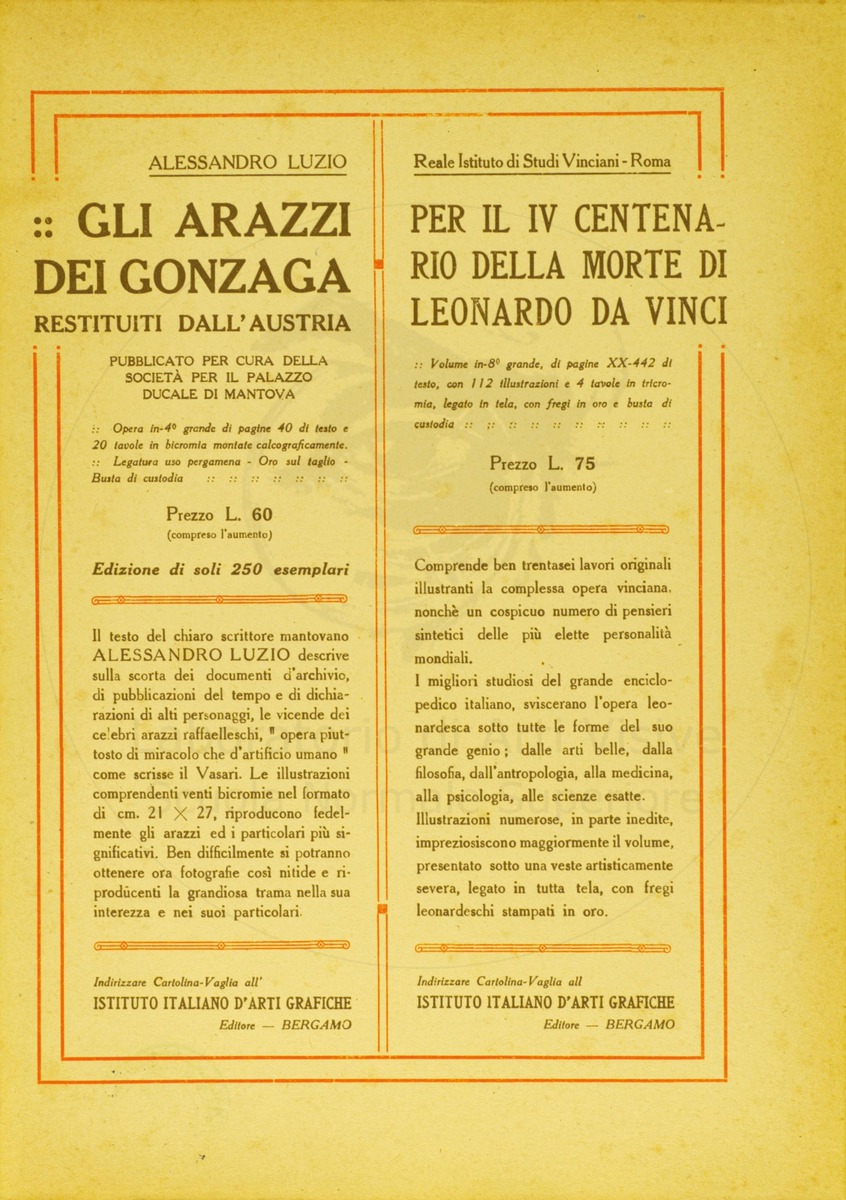 ALESSANDRO LUZIO
:: GLI ARAZZI
DEI GONZAGA
RESTITUITI DALL'AUSTRIA
PUBBLICATO PER CURA DELLA
SOCIETÀ PER IL PALAZZO
DUCALE DI MANTOVA
:: Opera in-4º grande di pagine 40 di testo e
20 tavole in bicromia montate calcograficamente.
:: Legatura uso pergamena - Oro sul taglio -
Busta di custodia :: :: :: :: :: :: ::
Prezzo L. 60
(compreso l'aumento)
Edizione di soli 250 esemplari
Il testo del chiaro scrittore mantovano
ALESSANDRO LUZIO descrive
sulla scorta dei documenti d'archivio,
di pubblicazioni del tempo e di dichia-
razioni di alti personaggi, le vicende dei
celebri arazzi raffaelleschi, " opera piut-
tosto di miracolo che d'artificio umano "
come scrisse il Vasari. Le illustrazioni
comprendenti venti bicromie nel formato
di cm. 21 × 27, riproducono fedel-
mente gli arazzi ed i particolari più si-
gnificativi. Ben difficilmente si potranno
ottenere ora fotografie così nitide e ri-
producenti la grandiosa trama nella sua
interezza e nei suoi particolari.
Indirizzare Cartolina-Vaglia all'
ISTITUTO ITALIANO D'ARTI GRAFICHE
Editore — BERGAMO
Reale Istituto di Studi Vinciani - Roma
PER IL IV CENTENA-
RIO DELLA MORTE DI
LEONARDO DA VINCI
:: Volume in-8º grande, di pagine XX-442 di
testo, con 112 illustrazioni e 4 tavole in tricro-
mia, legato in tela, con fregi in oro e busta di
custodia :: :: :: :: :: :: :: :: :: ::
Prezzo L. 75
(compreso l'aumento)
Comprende ben trentasei lavori originali
illustranti la complessa opera vinciana,
nonchè un cospicuo numero di pensieri
sintetici delle più elette personalità
mondiali.
I migliori studiosi del grande enciclo-
pedico italiano, sviscerano l'opera leo-
nardesca sotto tutte le forme del suo
grande genio ; dalle arti belle, dalla
filosofia, dall'antropologia, alla medicina,
alla psicologia, alle scienze esatte.
Illustrazioni numerose, in parte inedite,
impreziosiscono maggiormente il volume,
presentato sotto una veste artisticamente
severa, legato in tutta tela, con fregi
leonardeschi stampati in oro.
Indirizzare Cartolina-Vaglia all
ISTITUTO ITALIANO D'ARTI GRAFICHE
Editore — BERGAMO